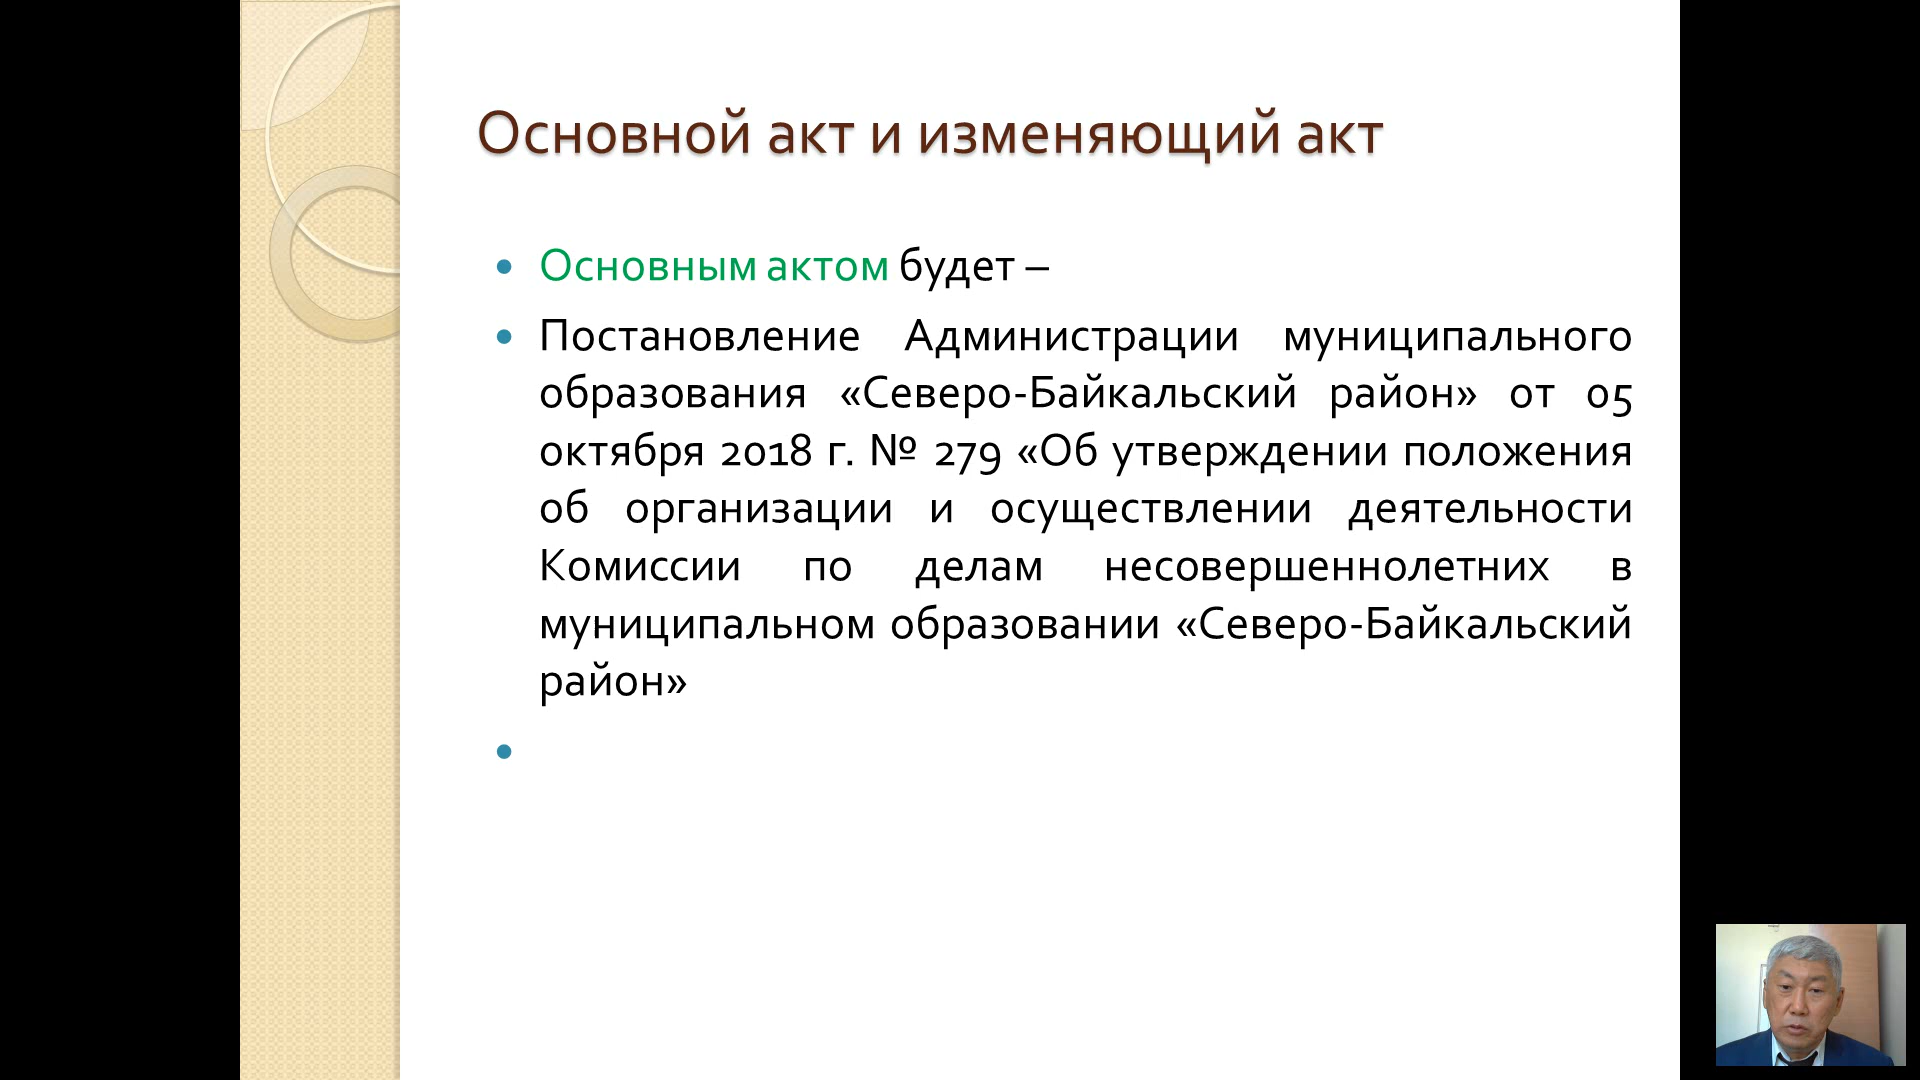 Основной акт и изменяющий акт
• Основным актом будет –
• Постановление Администрации муниципального
образования «Северо-Байкальский район» от 05
октября 2018 г. № 279 «Об утверждении положения
об организации и осуществлении деятельности
Комиссии по делам несовершеннолетних в
муниципальном образовании «Северо-Байкальский
район»
•